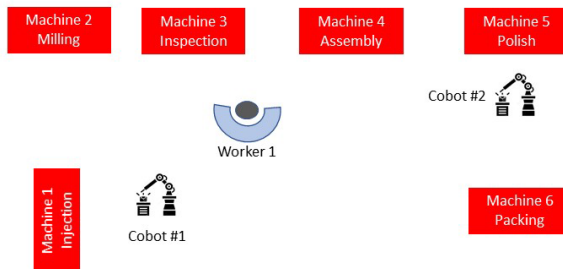 Machine 2
Milling
Machine 3
Inspection
Machine 4
Assembly
Machine 5
Polish
Cobot #2
Worker 1
Machine 1
Injection
Cobot #1
Machine 6
Packing